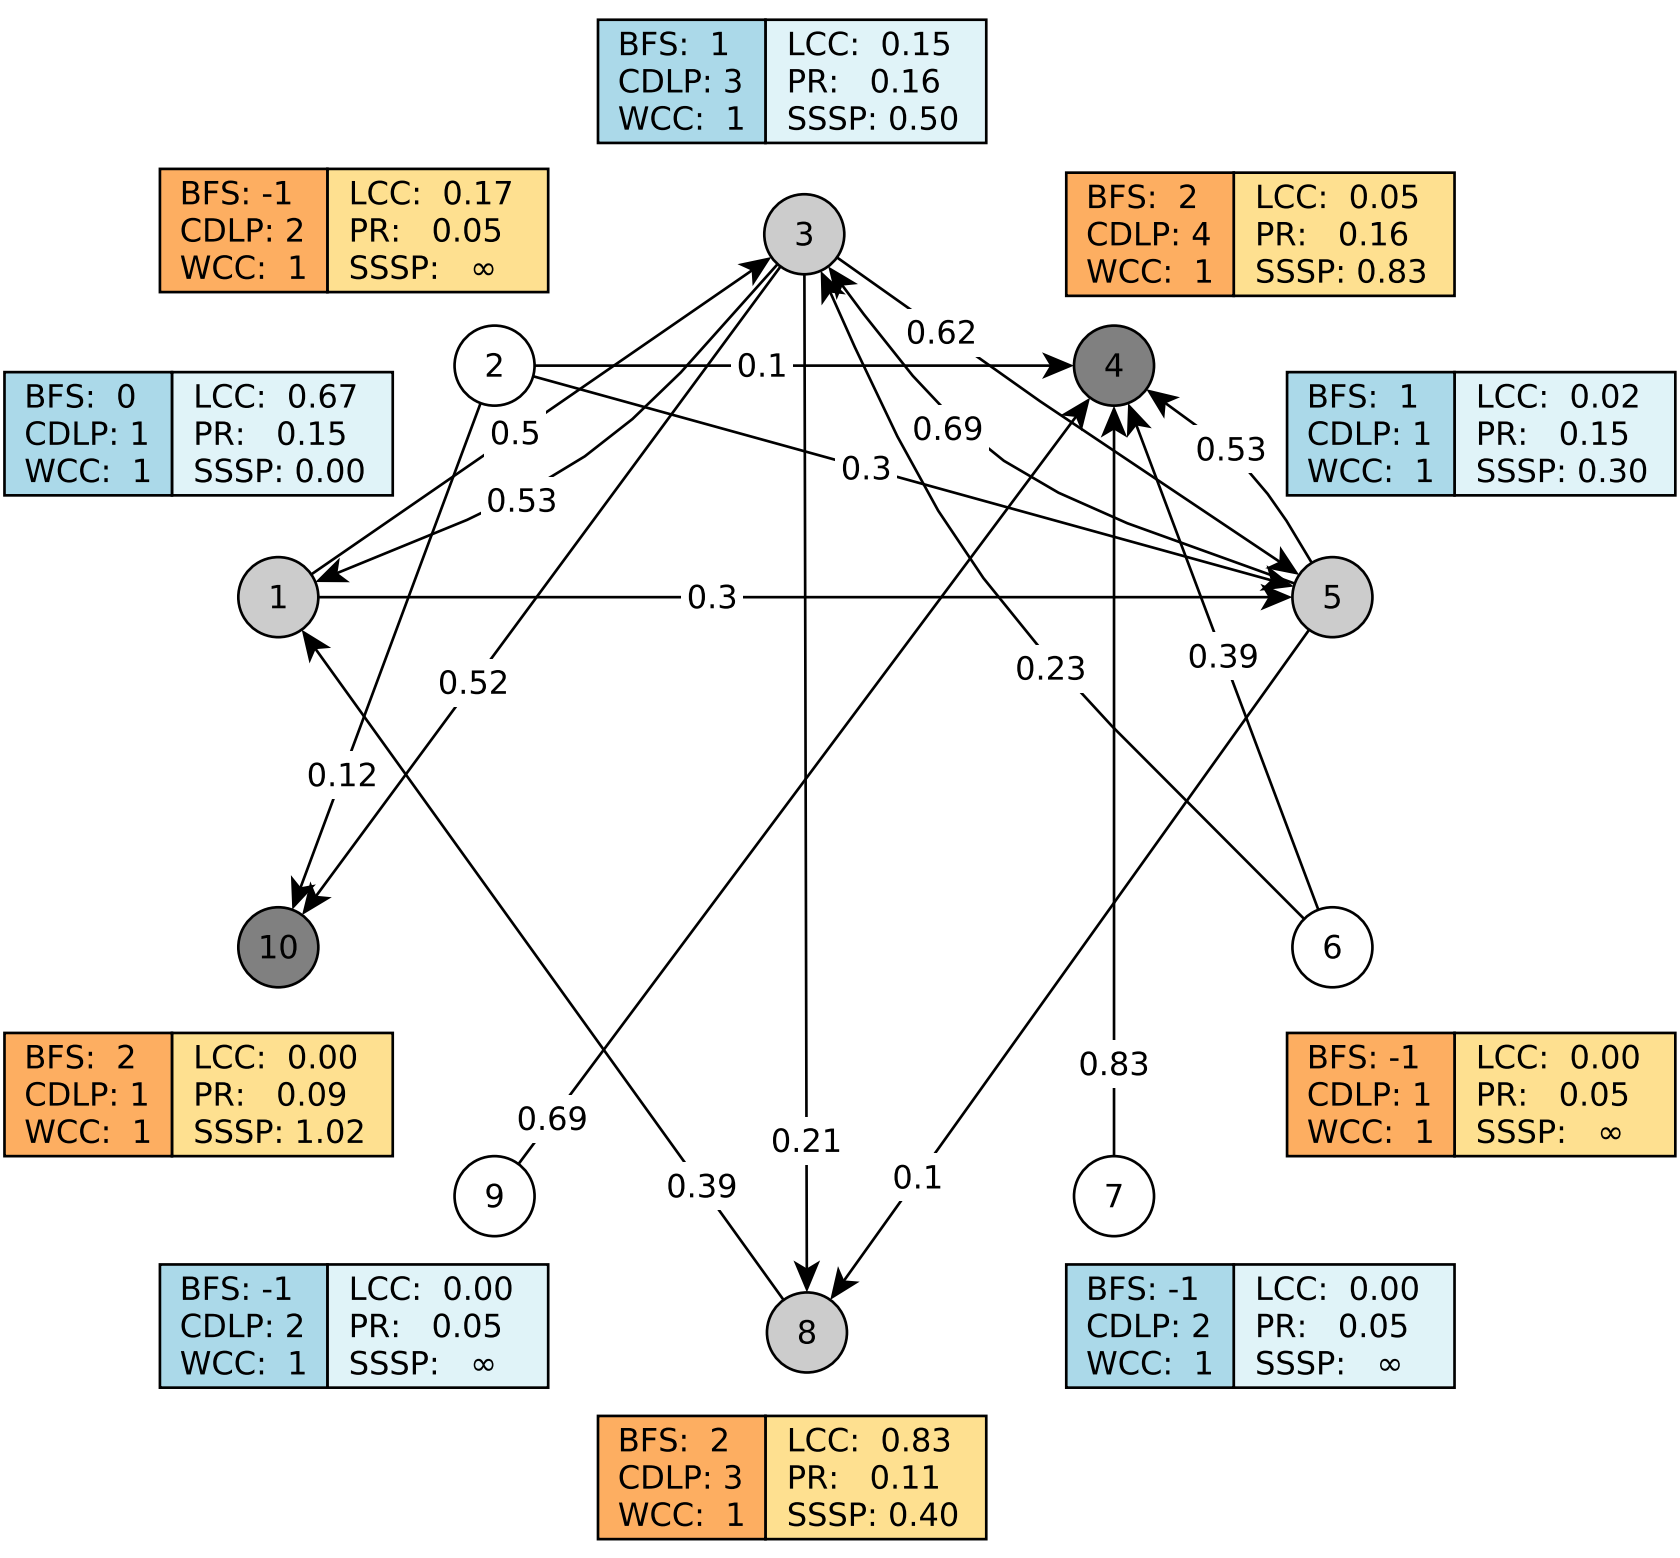 BFS: 1 LCC: 0.15
CDLP: 3 PR: 0.16
WCC: 1 SSSP: 0.50
BFS: -1 LCC: 0.17
CDLP: 2 PR: 0.05
WCC: 1 SSSP: ∞
BFS: 2 LCC: 0.05
CDLP: 4 PR: 0.16
WCC: 1 SSSP: 0.83
3
0.62
2
0.1
4
BFS: 0 LCC: 0.67
CDLP: 1 PR: 0.15
WCC: 1 SSSP: 0.00
0.5
0.69
0.53
BFS: 1 LCC: 0.02
CDLP: 1 PR: 0.15
WCC: 1 SSSP: 0.30
0.3
0.53
1
0.3
5
0.52
0.23
0.39
0.12
10
6
BFS: 2 LCC: 0.00
CDLP: 1 PR: 0.09
WCC: 1 SSSP: 1.02
0.83
BFS: -1 LCC: 0.00
CDLP: 1 PR: 0.05
WCC: 1 SSSP: ∞
0.69
0.21
0.39
0.1
9
7
BFS: -1 LCC: 0.00
CDLP: 2 PR: 0.05
WCC: 1 SSSP: ∞
8
BFS: -1 LCC: 0.00
CDLP: 2 PR: 0.05
WCC: 1 SSSP: ∞
BFS: 2 LCC: 0.83
CDLP: 3 PR: 0.11
WCC: 1 SSSP: 0.40